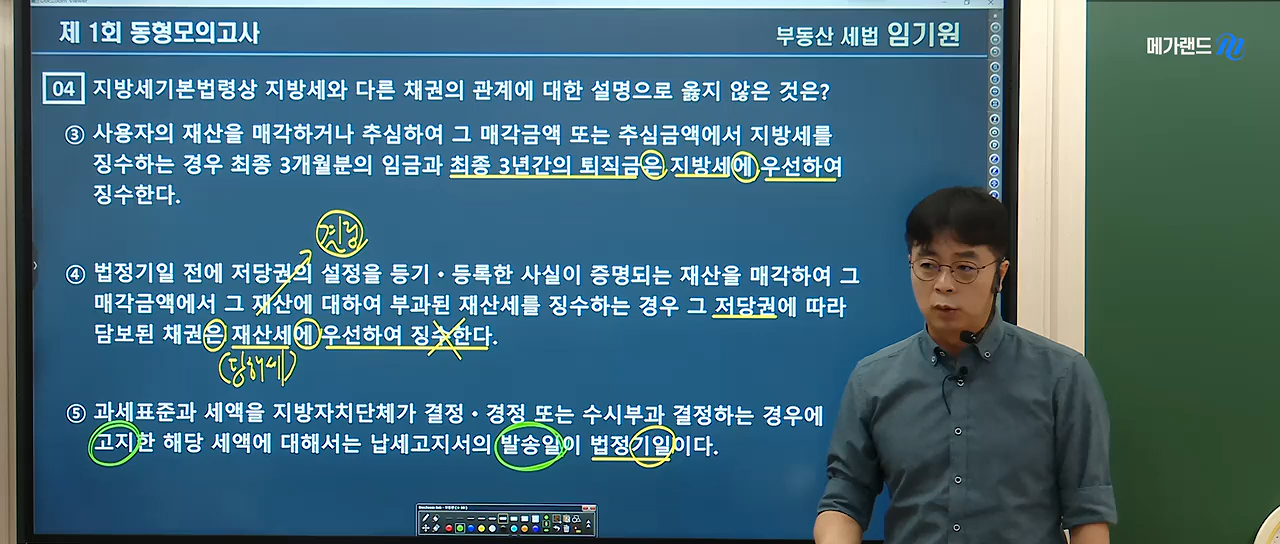 제 1회 동형모의고사
부동산 세법 임기원
메가랜드
04 지방세기본법령상 지방세와 다른 채권의 관계에 대한 설명으로 옳지 않은 것은?
③ 사용자의 재산을 매각하거나 추심하여 그 매각금액 또는 추심금액에서 지방세를
징수하는 경우 최종 3개월분의 임금과 최종 3년간의 퇴직금은 지방세에 우선하여
징수한다.
④ 법정기일 전에 저당권의 설정을 등기·등록한 사실이 증명되는 재산을 매각하여 그
매각금액에서 그 재산에 대하여 부과된 재산세를 징수하는 경우 그 저당권에 따라
담보된 채권은 재산세에 우선하여 징수한다.
(당해세)
⑤ 과세표준과 세액을 지방자치단체가 결정·경정 또는 수시부과 결정하는 경우에
고지한 해당 세액에 대해서는 납세고지서의 발송일이 법정기일이다.